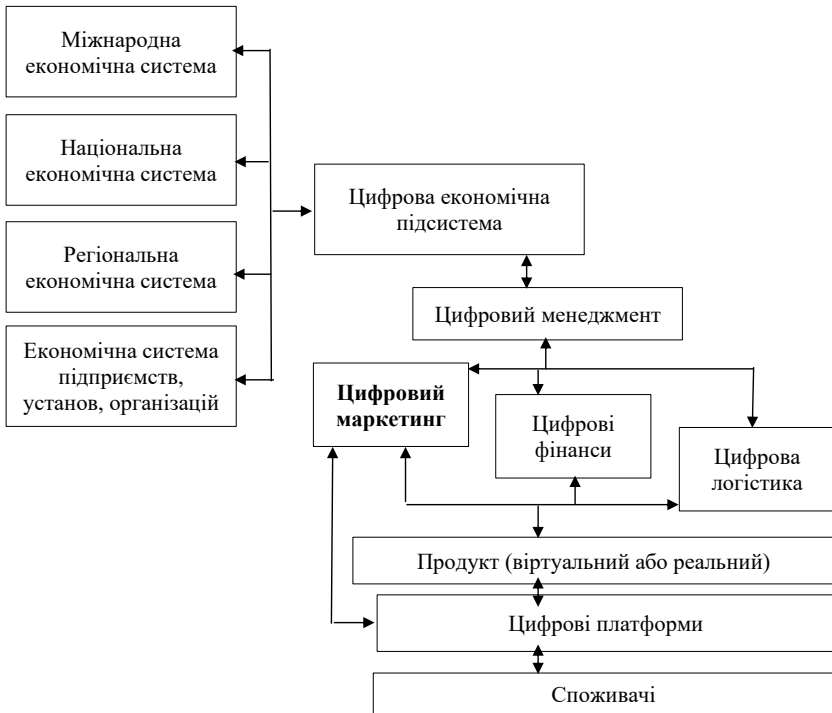 Міжнародна
економічна система
Національна
економічна система
Регіональна
економічна система
Економічна система
підприємств,
установ, організацій
Цифрова економічна
підсистема
Цифровий менеджмент
Цифровий
маркетинг
Цифрові
фінанси
Цифрова
логістика
Продукт (віртуальний або реальний)
Цифрові платформи
Споживачі